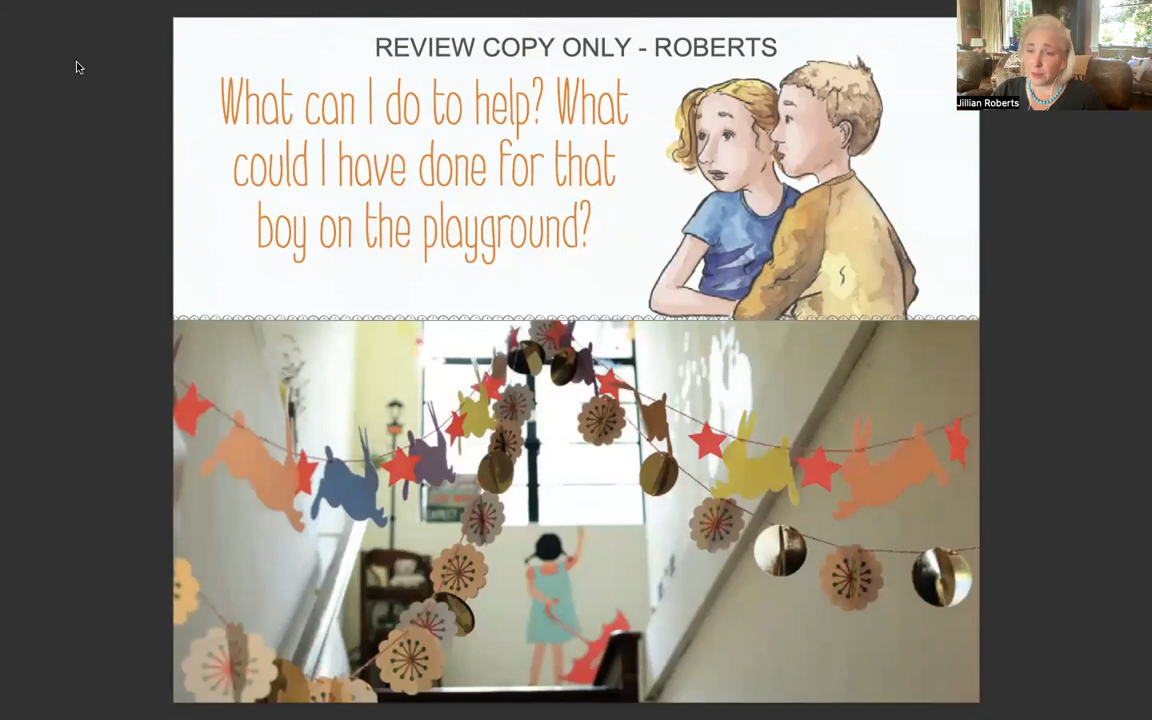 REVIEW COPY ONLY - ROBERTS
What can I do to help? What
could I have done for that
boy on the playground?
Jillian Roberts